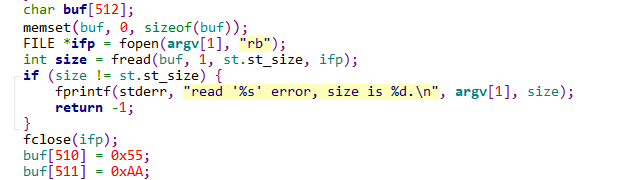 char buf[512];
memset(buf, 0, sizeof(buf));
FILE *ifp = fopen(argv[1], "rb");
int size = fread(buf, 1, st.st_size, ifp);
if (size != st.st_size) {
fprintf(stderr, "read '%s' error, size is %d.\n", argv[1], size);
return -1;
}
fclose(ifp);
buf[510] = 0x55;
buf[511] = 0xAA;